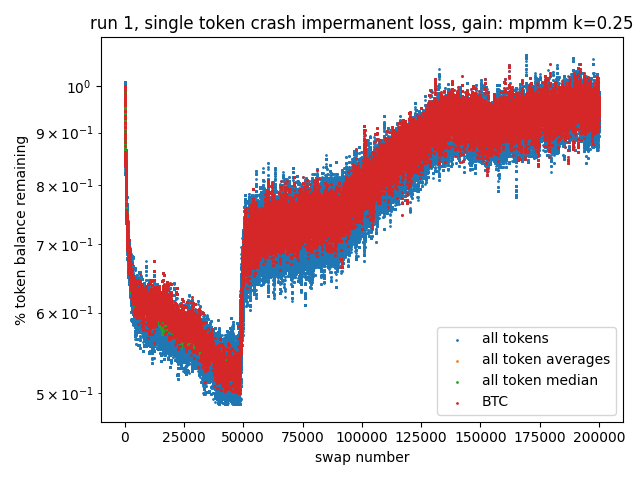 run 1, single token crash impermanent loss, gain: mpmm k=0.25
% token balance remaining
10⁰
9 × 10⁻¹
8 × 10⁻¹
7 × 10⁻¹
6 × 10⁻¹
5 × 10⁻¹
all tokens
all token averages
all token median
BTC
0 25000 50000 75000 100000 125000 150000 175000 200000
swap number